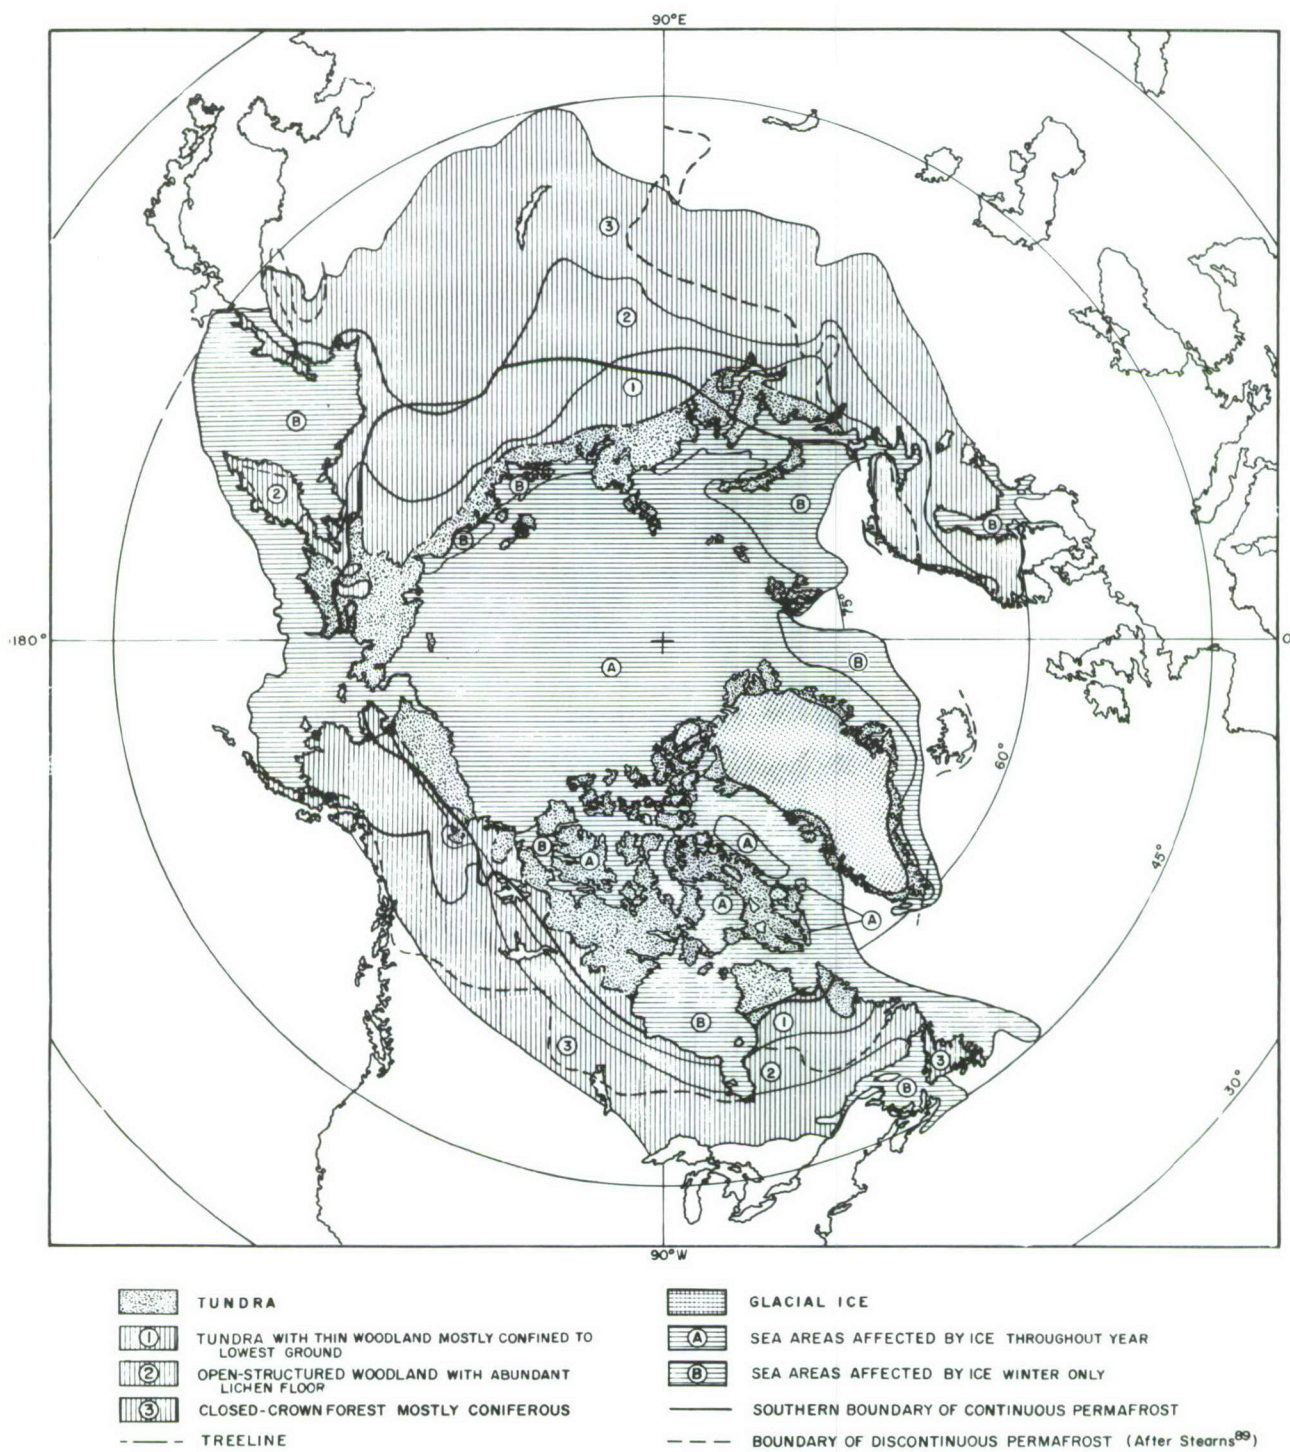 90°E
3
2
1
B
B
2
B
B
B
75°
180°
0
A
B
60°
45°
B
A
A
A
A
B
1
3
2
3
B
30°
90°W
TUNDRA
1 TUNDRA WITH THIN WOODLAND MOSTLY CONFINED TO
LOWEST GROUND
2 OPEN-STRUCTURED WOODLAND WITH ABUNDANT
LICHEN FLOOR
3 CLOSED-CROWN FOREST MOSTLY CONIFEROUS
TREELINE
GLACIAL ICE
A SEA AREAS AFFECTED BY ICE THROUGHOUT YEAR
B SEA AREAS AFFECTED BY ICE WINTER ONLY
SOUTHERN BOUNDARY OF CONTINUOUS PERMAFROST
BOUNDARY OF DISCONTINUOUS PERMAFROST (After Stearns89)